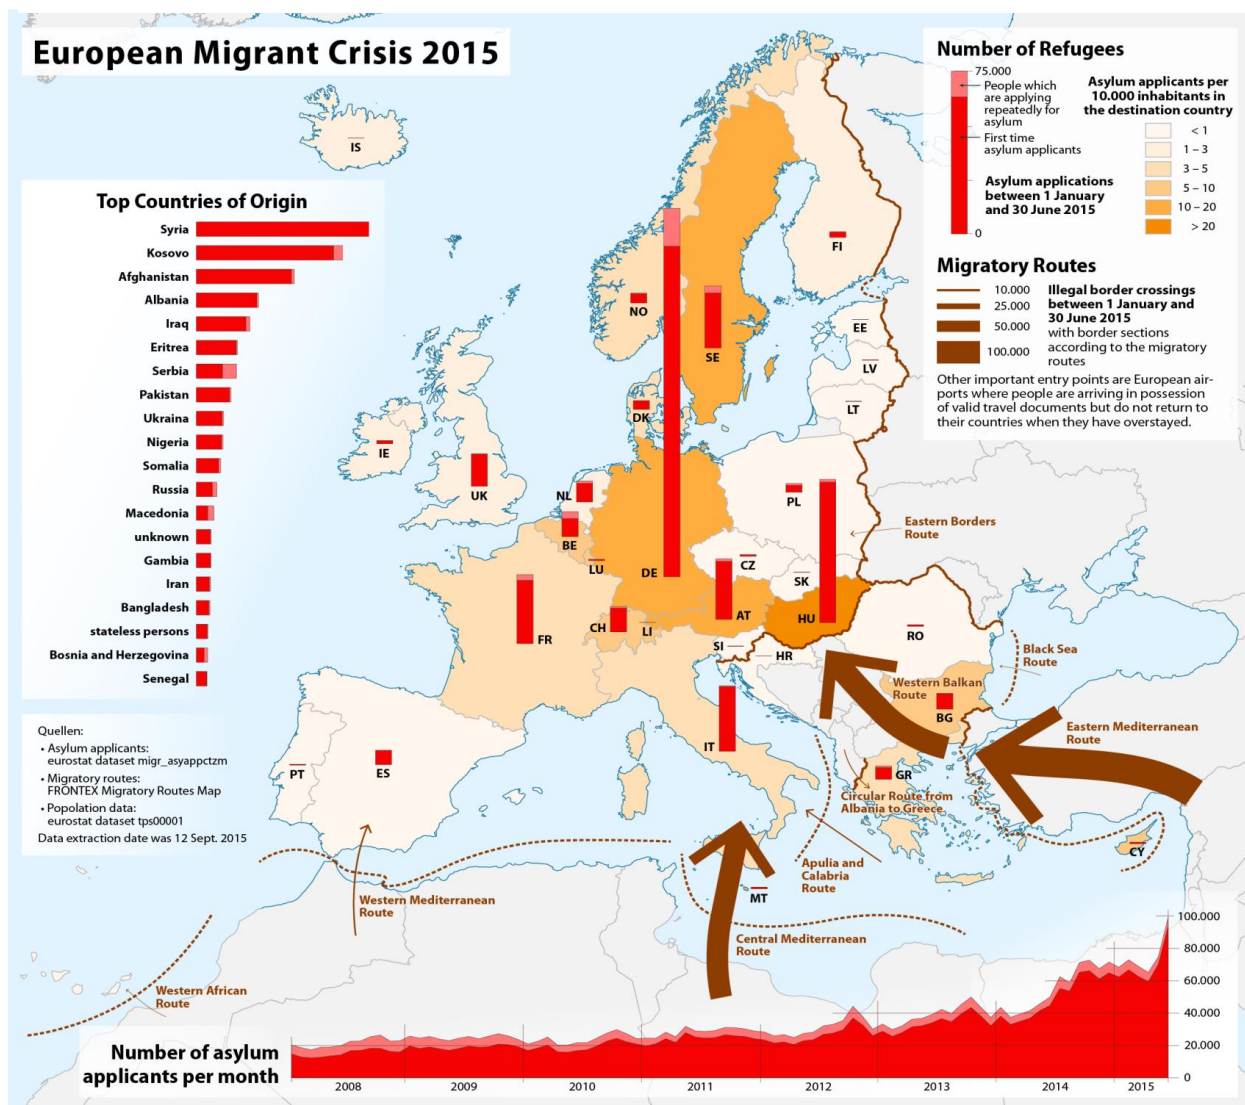 European Migrant Crisis 2015
Number of Refugees
75.000
People which
are applying
repeatedly for
asylum
First time
asylum applicants
Asylum applications
between 1 January
and 30 June 2015
0
Asylum applicants per
10.000 inhabitants in
the destination country
< 1
1 – 3
3 – 5
5 – 10
10 – 20
> 20
Migratory Routes
10.000
25.000
50.000
100.000
Illegal border crossings
between 1 January and
30 June 2015
with border sections
according to the migratory
routes
Other important entry points are European air-
ports where people are arriving in possession
of valid travel documents but do not return to
their countries when they have overstayed.
Top Countries of Origin
Syria
Kosovo
Afghanistan
Albania
Iraq
Eritrea
Serbia
Pakistan
Ukraina
Nigeria
Somalia
Russia
Macedonia
unknown
Gambia
Iran
Bangladesh
stateless persons
Bosnia and Herzegovina
Senegal
Quellen:
• Asylum applicants:
eurostat dataset migr_asyappctzm
• Migratory routes:
FRONTEX Migratory Routes Map
• Popolation data:
eurostat dataset tps00001
Data extraction date was 12 Sept. 2015
IS
FI
NO
SE
EE
LV
LT
DK
IE
UK
NL
BE
LU
DE
PL
CZ
SK
AT
HU
FR
CH
LI
SI
HR
RO
BG
IT
PT
ES
GR
CY
MT
Eastern Borders
Route
Black Sea
Route
Western Balkan
Route
Eastern Mediterranean
Route
Circular Route from
Albania to Greece
Apulia and
Calabria
Route
Central Mediterranean
Route
Western Mediterranean
Route
Western African
Route
Number of asylum
applicants per month
100.000
80.000
60.000
40.000
20.000
0
2008
2009
2010
2011
2012
2013
2014
2015